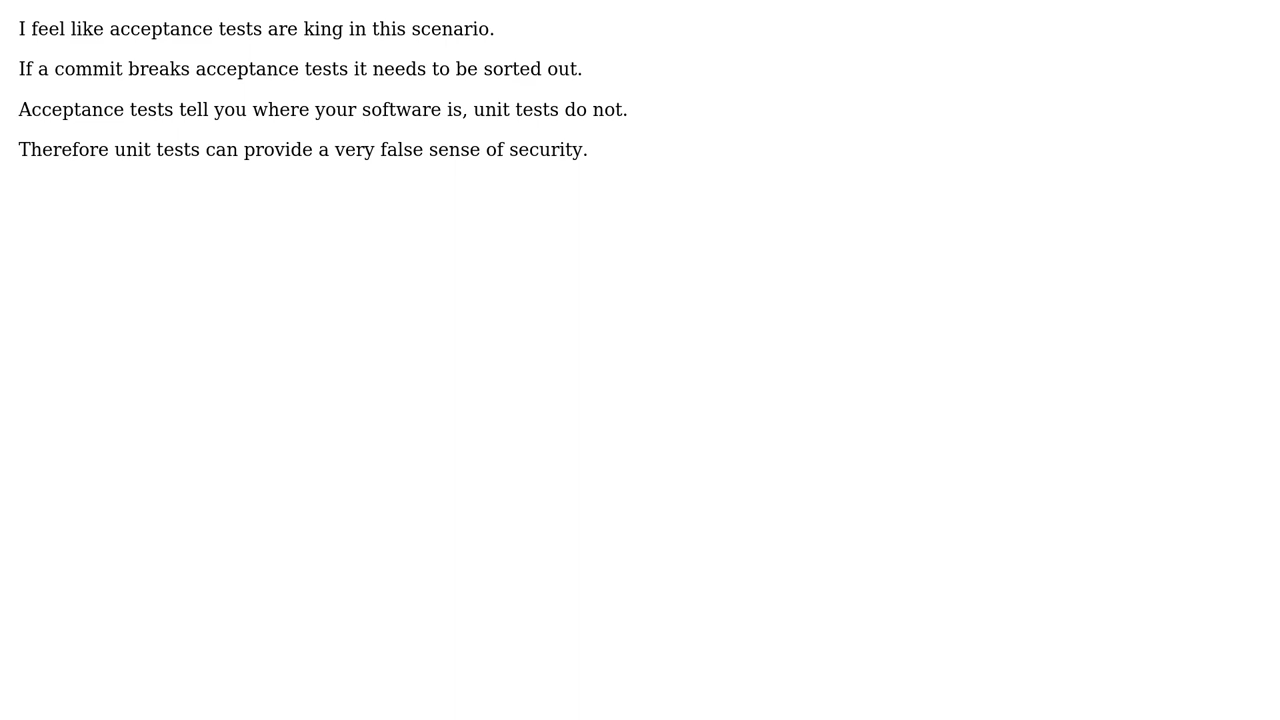 I feel like acceptance tests are king in this scenario.
If a commit breaks acceptance tests it needs to be sorted out.
Acceptance tests tell you where your software is, unit tests do not.
Therefore unit tests can provide a very false sense of security.